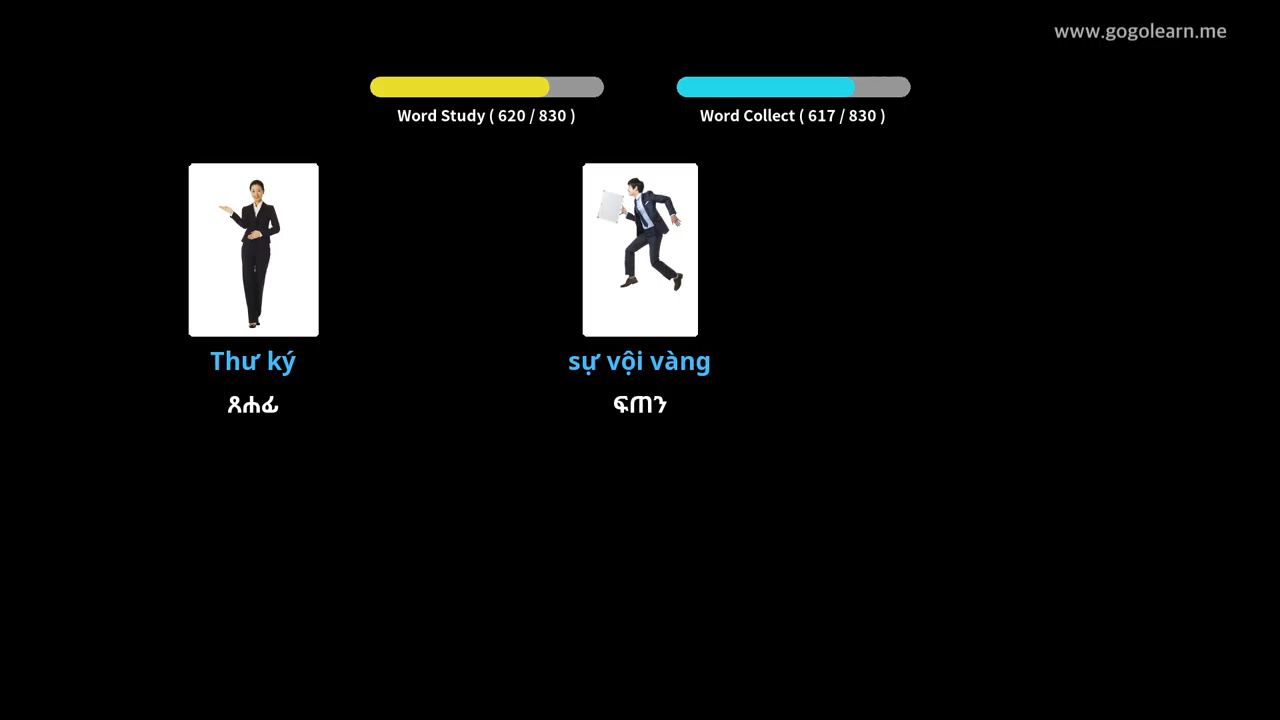 www.gogolearn.me
Word Study ( 620 / 830 )
Word Collect ( 617 / 830 )
Thư ký
ጸሐፊ
sự vội vàng
ፍጠን